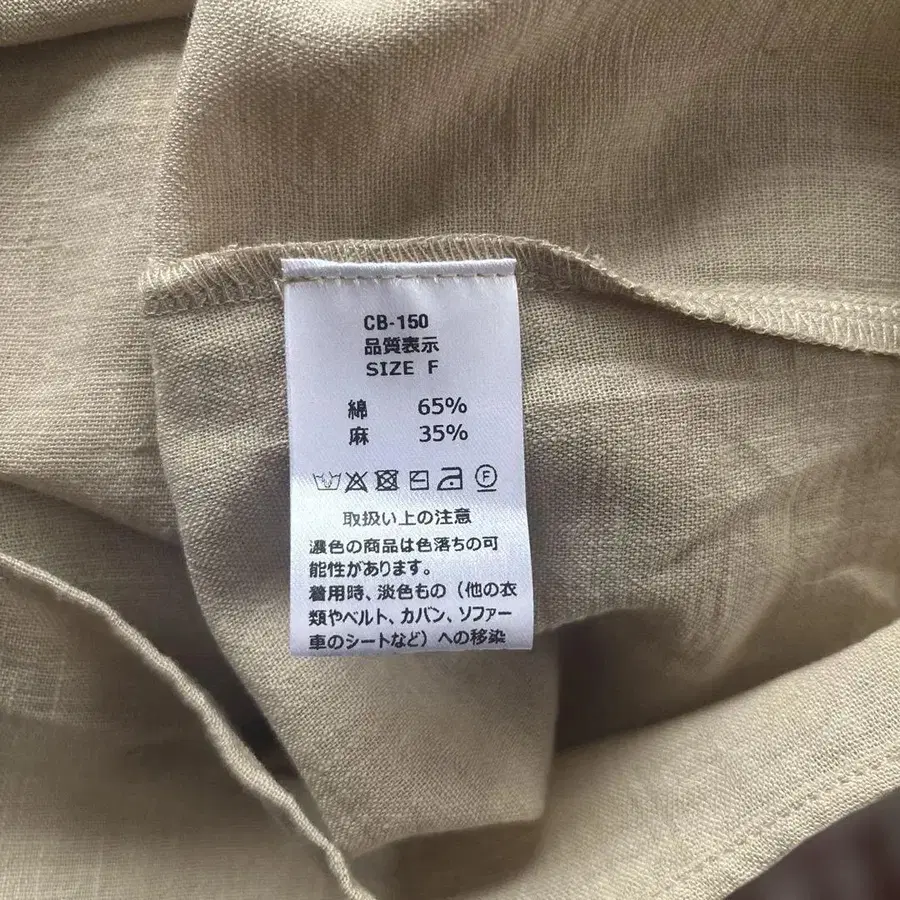 CB-150
品質表示
SIZE F
綿 65%
麻 35%
F
取扱い上の注意
濃色の商品は色落ちの可
能性があります。
着用時、淡色もの（他の衣
類やベルト、カバン、ソファー
車のシートなど）への移染